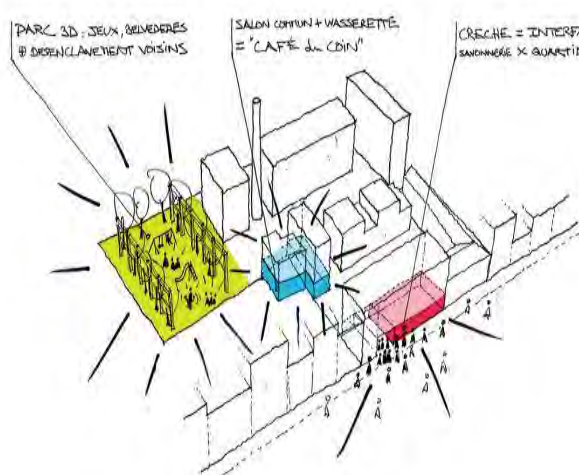 PARC 3D: JEUX, BELVEDERES
⊕ DESENCLAVEMENT VOISINS
SALON COMMUN + WASSERETTE
= "CAFÉ du COIN"
CRECHE = INTERFA
SAVONNERIE X QUARTIE